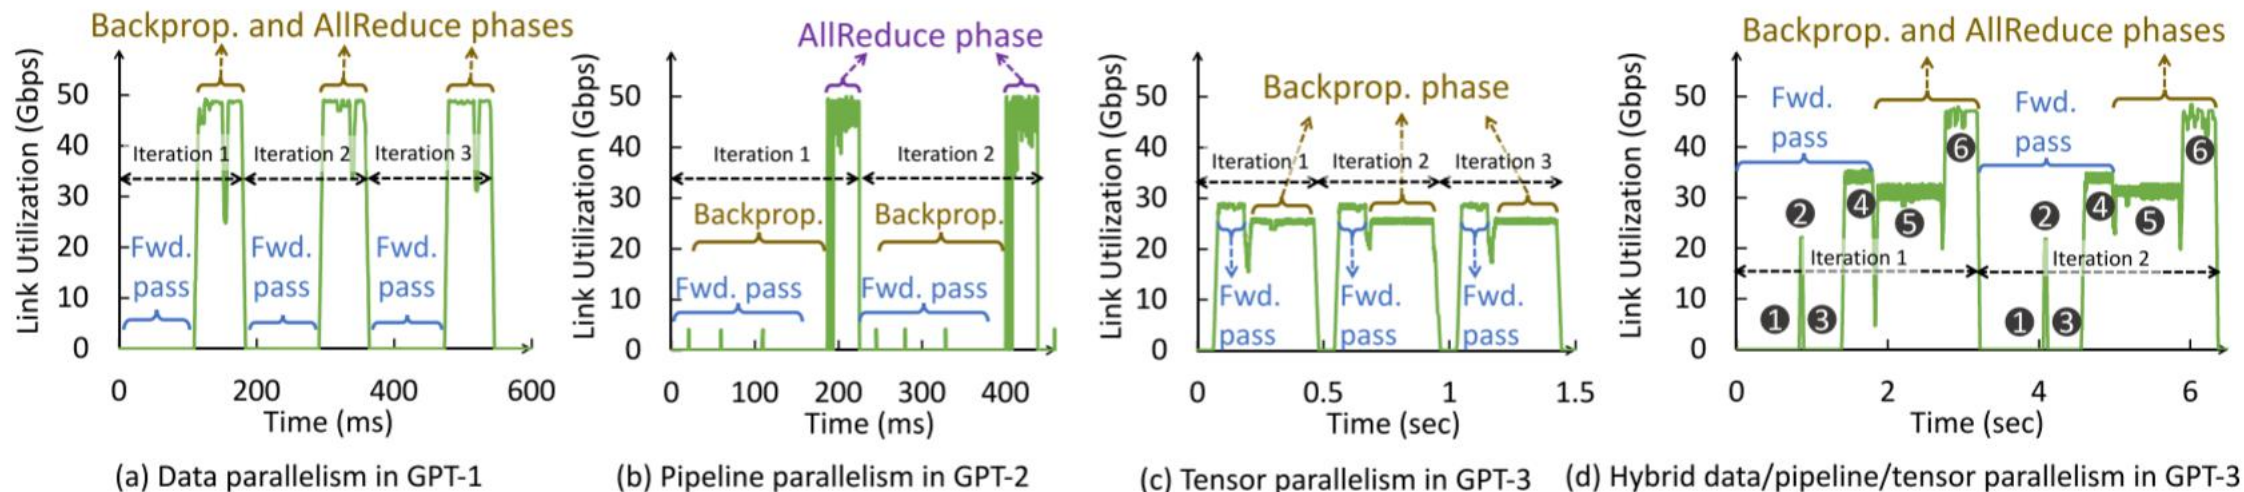 Backprop. and AllReduce phases
Link Utilization (Gbps)
50
40
30
20
10
0
Iteration 1
Iteration 2
Iteration 3
Fwd.
pass
Fwd.
pass
Fwd.
pass
0
200
400
600
Time (ms)
(a) Data parallelism in GPT-1
AllReduce phase
Link Utilization (Gbps)
50
40
30
20
10
0
Iteration 1
Iteration 2
Backprop.
Backprop.
Fwd. pass
Fwd. pass
0
100
200
300
400
Time (ms)
(b) Pipeline parallelism in GPT-2
Backprop. phase
Link Utilization (Gbps)
50
40
30
20
10
0
Iteration 1
Iteration 2
Iteration 3
Fwd.
pass
Fwd.
pass
Fwd.
pass
0
0.5
1
1.5
Time (sec)
(c) Tensor parallelism in GPT-3
Backprop. and AllReduce phases
Link Utilization (Gbps)
50
40
30
20
10
0
Fwd.
pass
Fwd.
pass
Iteration 1
Iteration 2
1
2
3
4
5
6
1
2
3
4
5
6
0
2
4
6
Time (sec)
(d) Hybrid data/pipeline/tensor parallelism in GPT-3